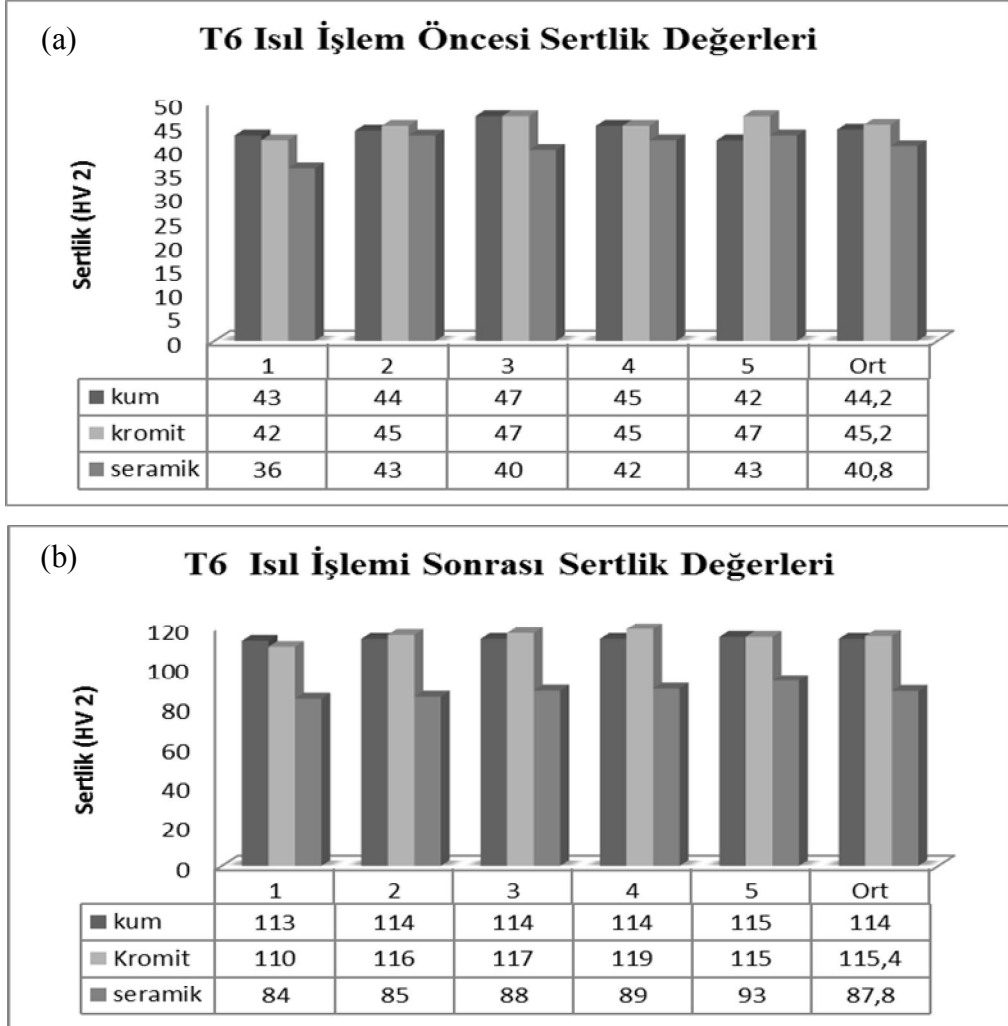 (a)
T6 Isıl İşlem Öncesi Sertlik Değerleri
Sertlik (HV 2)
50
45
40
35
30
25
20
15
10
5
0
1 2 3 4 5 Ort
kum 43 44 47 45 42 44,2
kromit 42 45 47 45 47 45,2
seramik 36 43 40 42 43 40,8
(b)
T6 Isıl İşlemi Sonrası Sertlik Değerleri
Sertlik (HV 2)
120
100
80
60
40
20
0
1 2 3 4 5 Ort
kum 113 114 114 114 115 114
Kromit 110 116 117 119 115 115,4
seramik 84 85 88 89 93 87,8